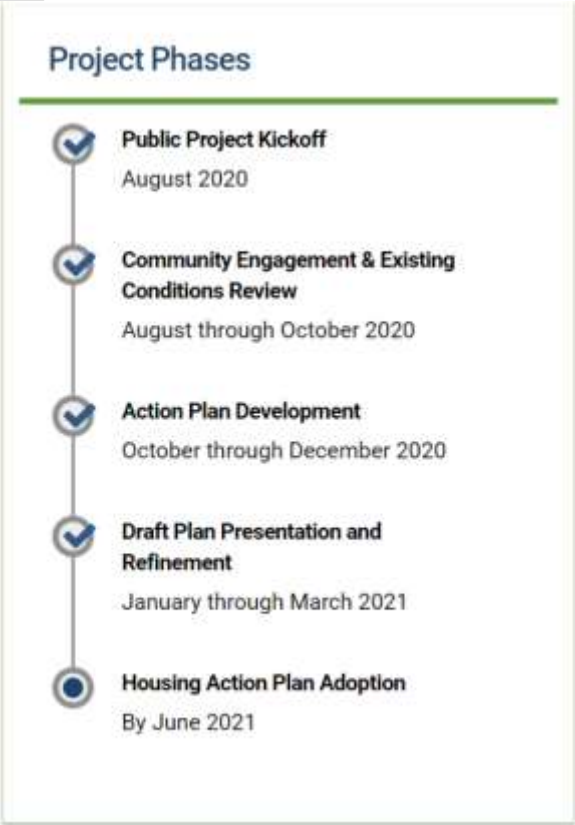 Project Phases
Public Project Kickoff
August 2020
Community Engagement & Existing
Conditions Review
August through October 2020
Action Plan Development
October through December 2020
Draft Plan Presentation and
Refinement
January through March 2021
Housing Action Plan Adoption
By June 2021